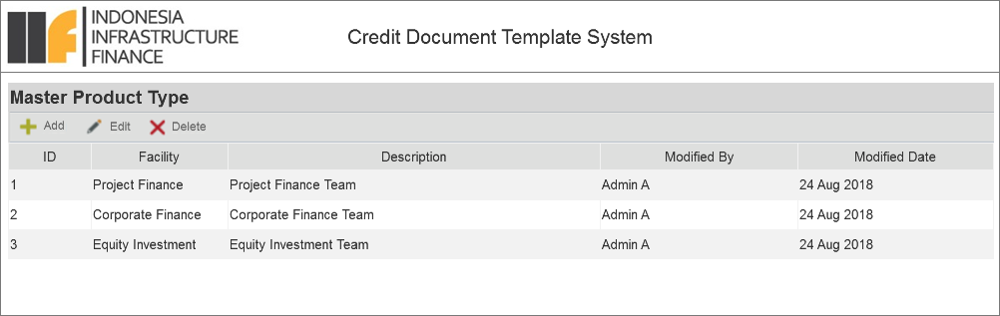 INDONESIA
INFRASTRUCTURE
FINANCE
Credit Document Template System
Master Product Type
Add Edit Delete
ID Facility Description Modified By Modified Date
1 Project Finance Project Finance Team Admin A 24 Aug 2018
2 Corporate Finance Corporate Finance Team Admin A 24 Aug 2018
3 Equity Investment Equity Investment Team Admin A 24 Aug 2018